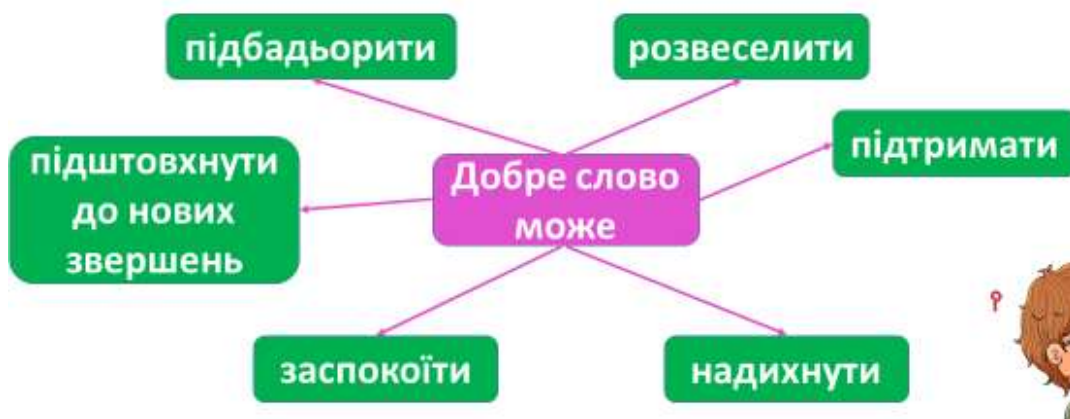 підбадьорити
розвеселити
підтримати
підштовхнути
до нових
звершень
Добре слово
може
заспокоїти
надихнути